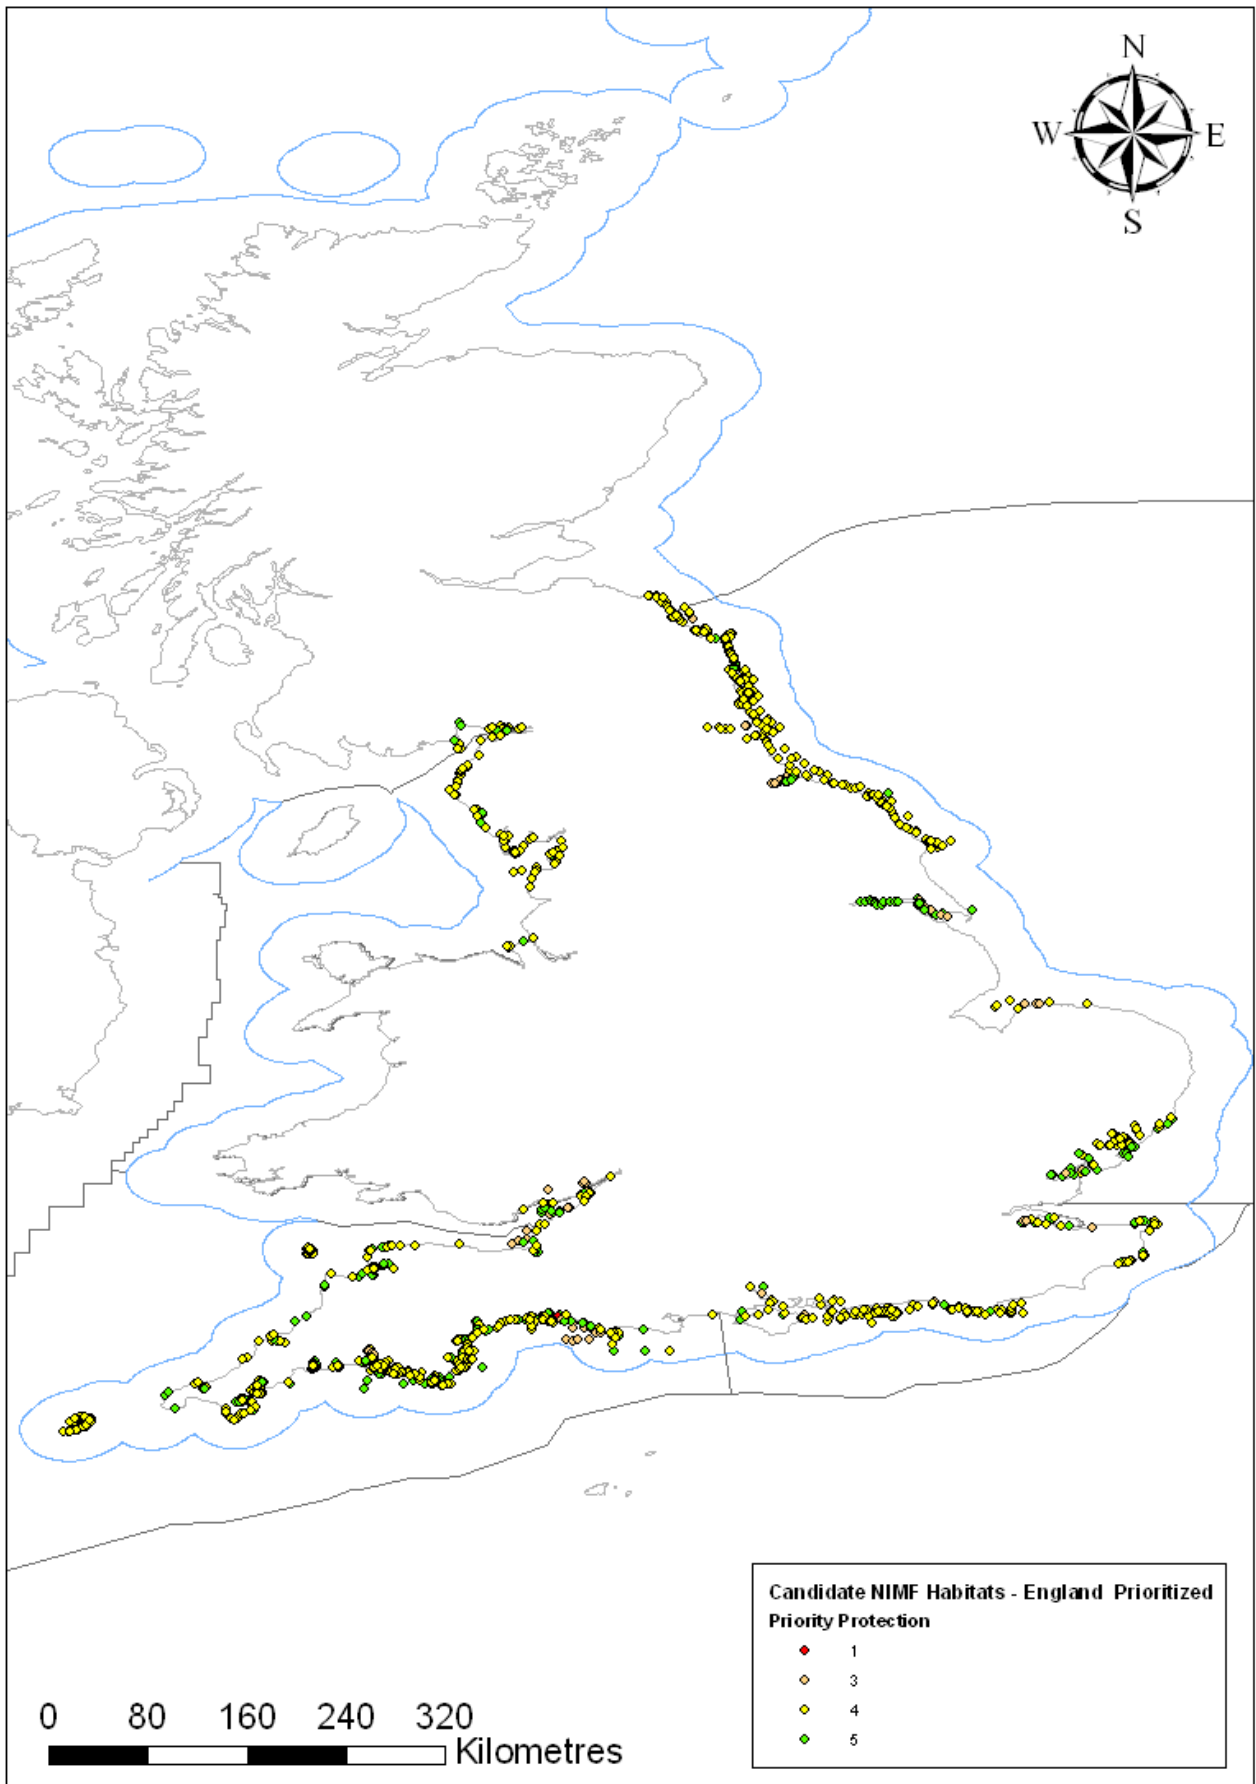 N
W E
S
Candidate NIMF Habitats - England Prioritized
Priority Protection
1
3
4
5
0 80 160 240 320
Kilometres